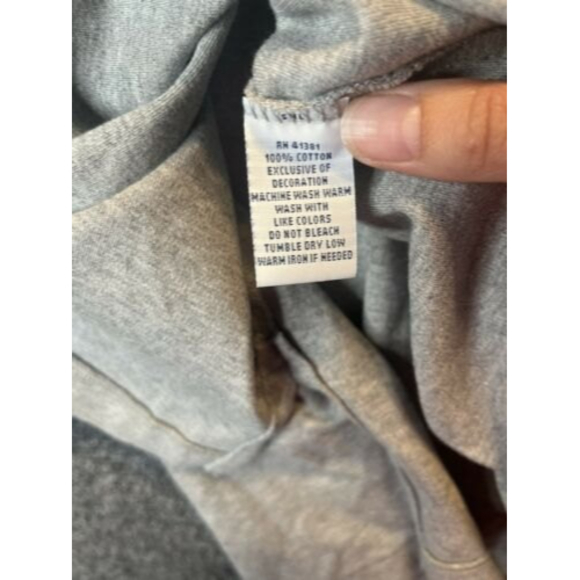 RN 41381
100% COTTON
EXCLUSIVE OF
DECORATION
MACHINE WASH WARM
WASH WITH
LIKE COLORS
DO NOT BLEACH
TUMBLE DRY LOW
WARM IRON IF NEEDED